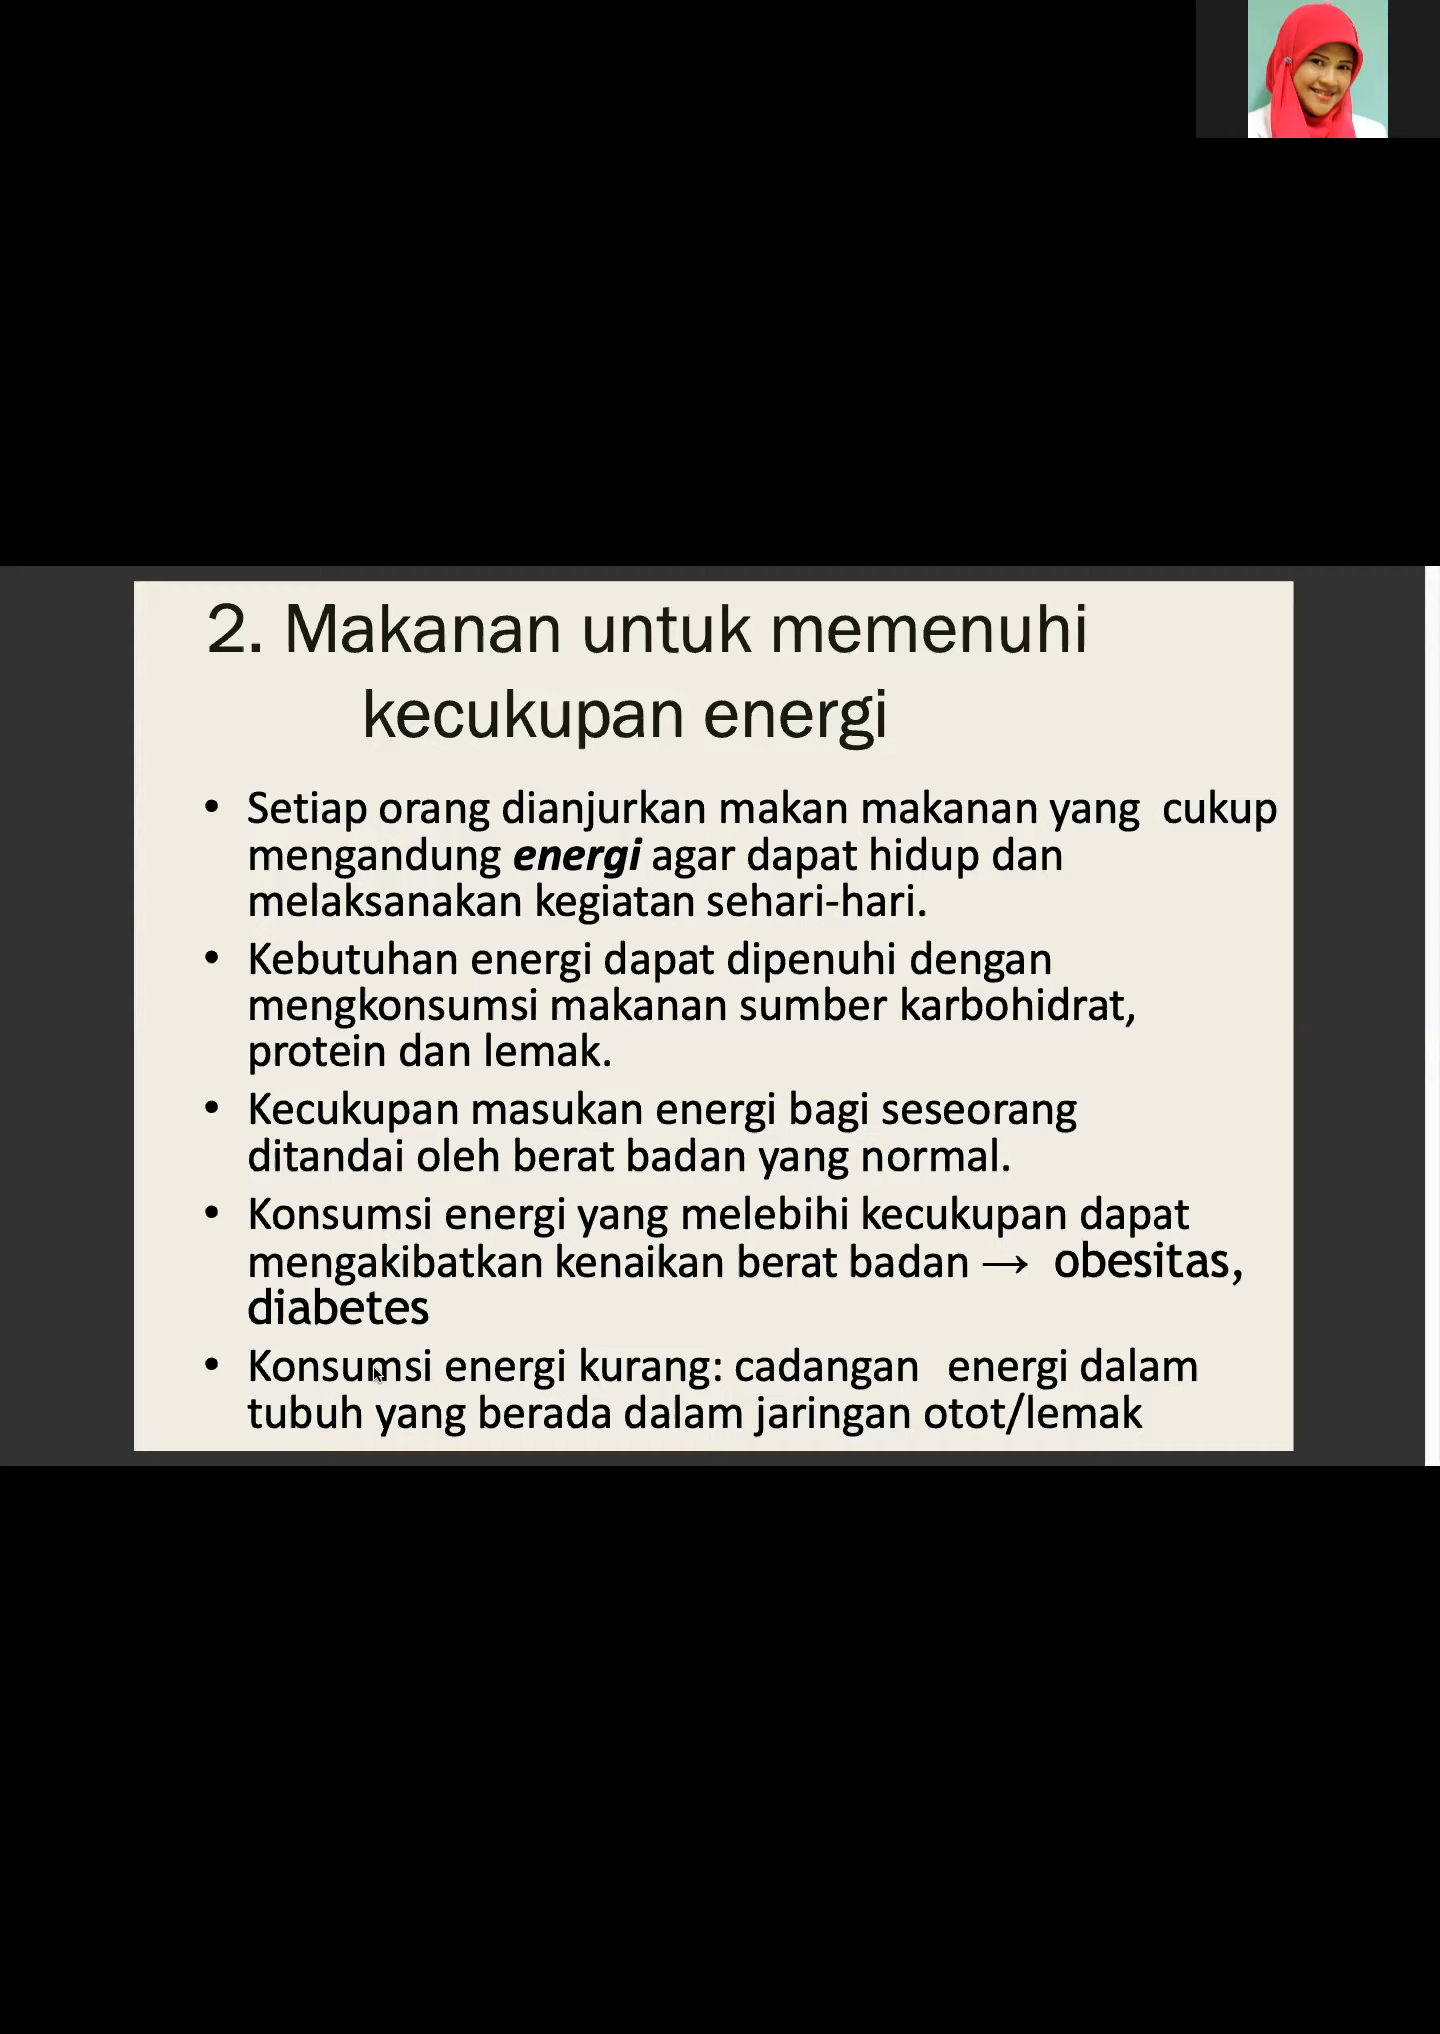 2. Makanan untuk memenuhi
kecukupan energi
• Setiap orang dianjurkan makan makanan yang cukup
mengandung energi agar dapat hidup dan
melaksanakan kegiatan sehari-hari.
• Kebutuhan energi dapat dipenuhi dengan
mengkonsumsi makanan sumber karbohidrat,
protein dan lemak.
• Kecukupan masukan energi bagi seseorang
ditandai oleh berat badan yang normal.
• Konsumsi energi yang melebihi kecukupan dapat
mengakibatkan kenaikan berat badan → obesitas,
diabetes
• Konsumsi energi kurang: cadangan energi dalam
tubuh yang berada dalam jaringan otot/lemak